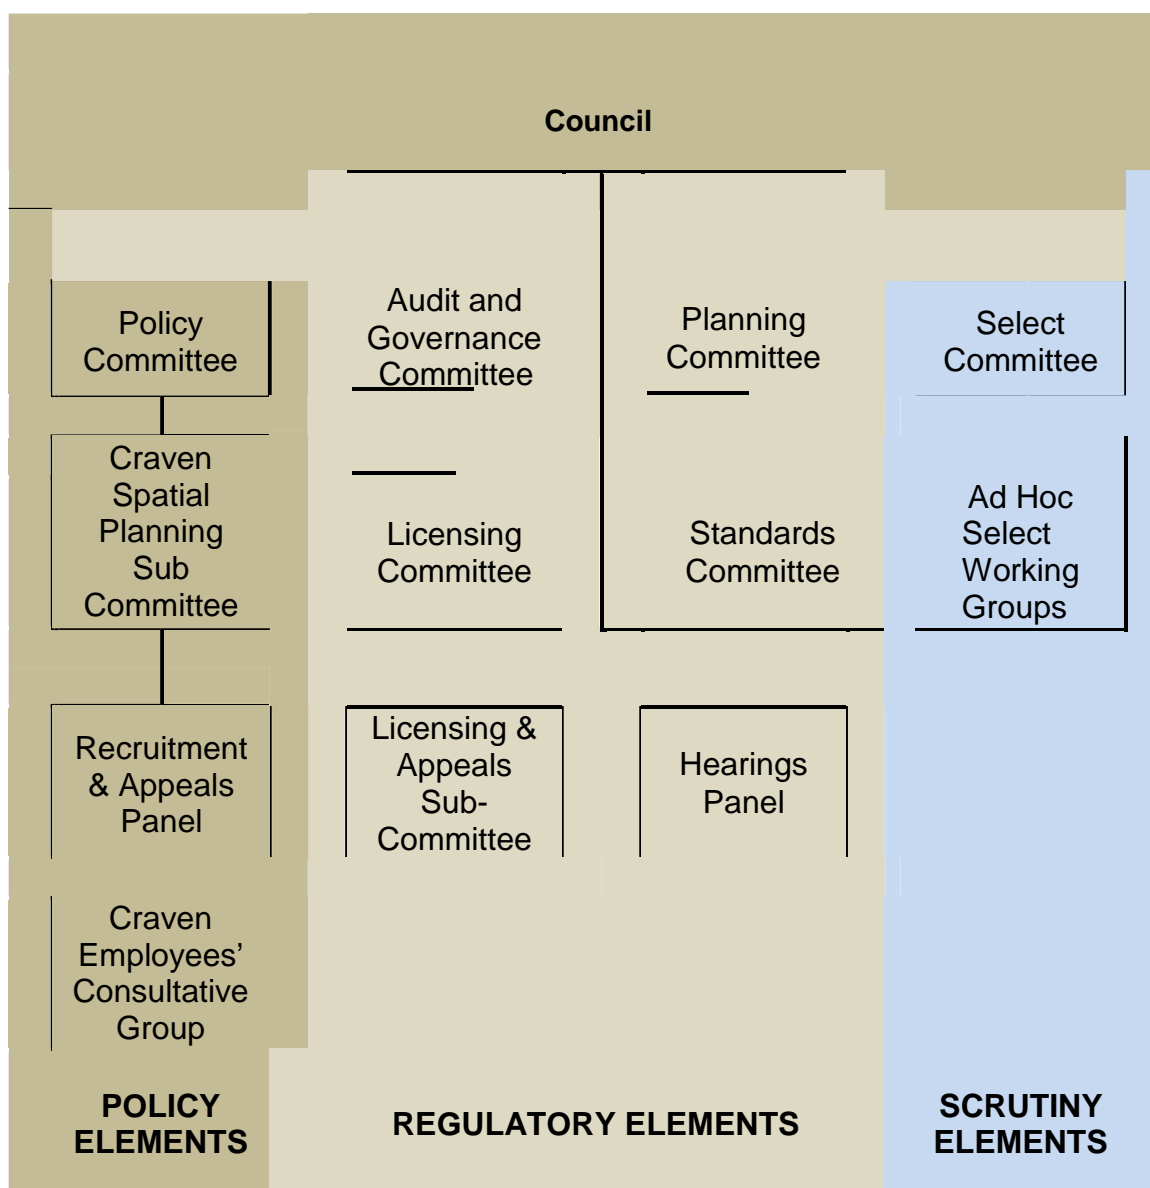 Council
Policy
Committee
Audit and
Governance
Committee
Planning
Committee
Select
Committee
Craven
Spatial
Planning
Sub
Committee
Licensing
Committee
Standards
Committee
Ad Hoc
Select
Working
Groups
Recruitment
& Appeals
Panel
Licensing &
Appeals
Sub-
Committee
Hearings
Panel
Craven
Employees’
Consultative
Group
POLICY
ELEMENTS
REGULATORY ELEMENTS
SCRUTINY
ELEMENTS